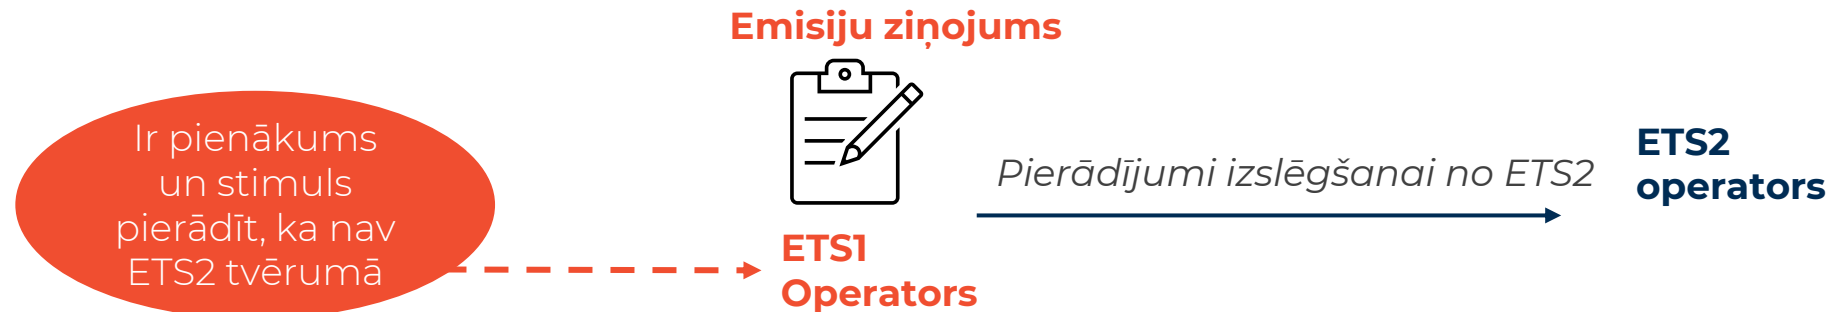 Emisiju ziņojums
Ir pienākums
un stimuls
pierādīt, ka nav
ETS2 tvērumā
ETS1
Operators
Pierādījumi izslēgšanai no ETS2
ETS2
operators